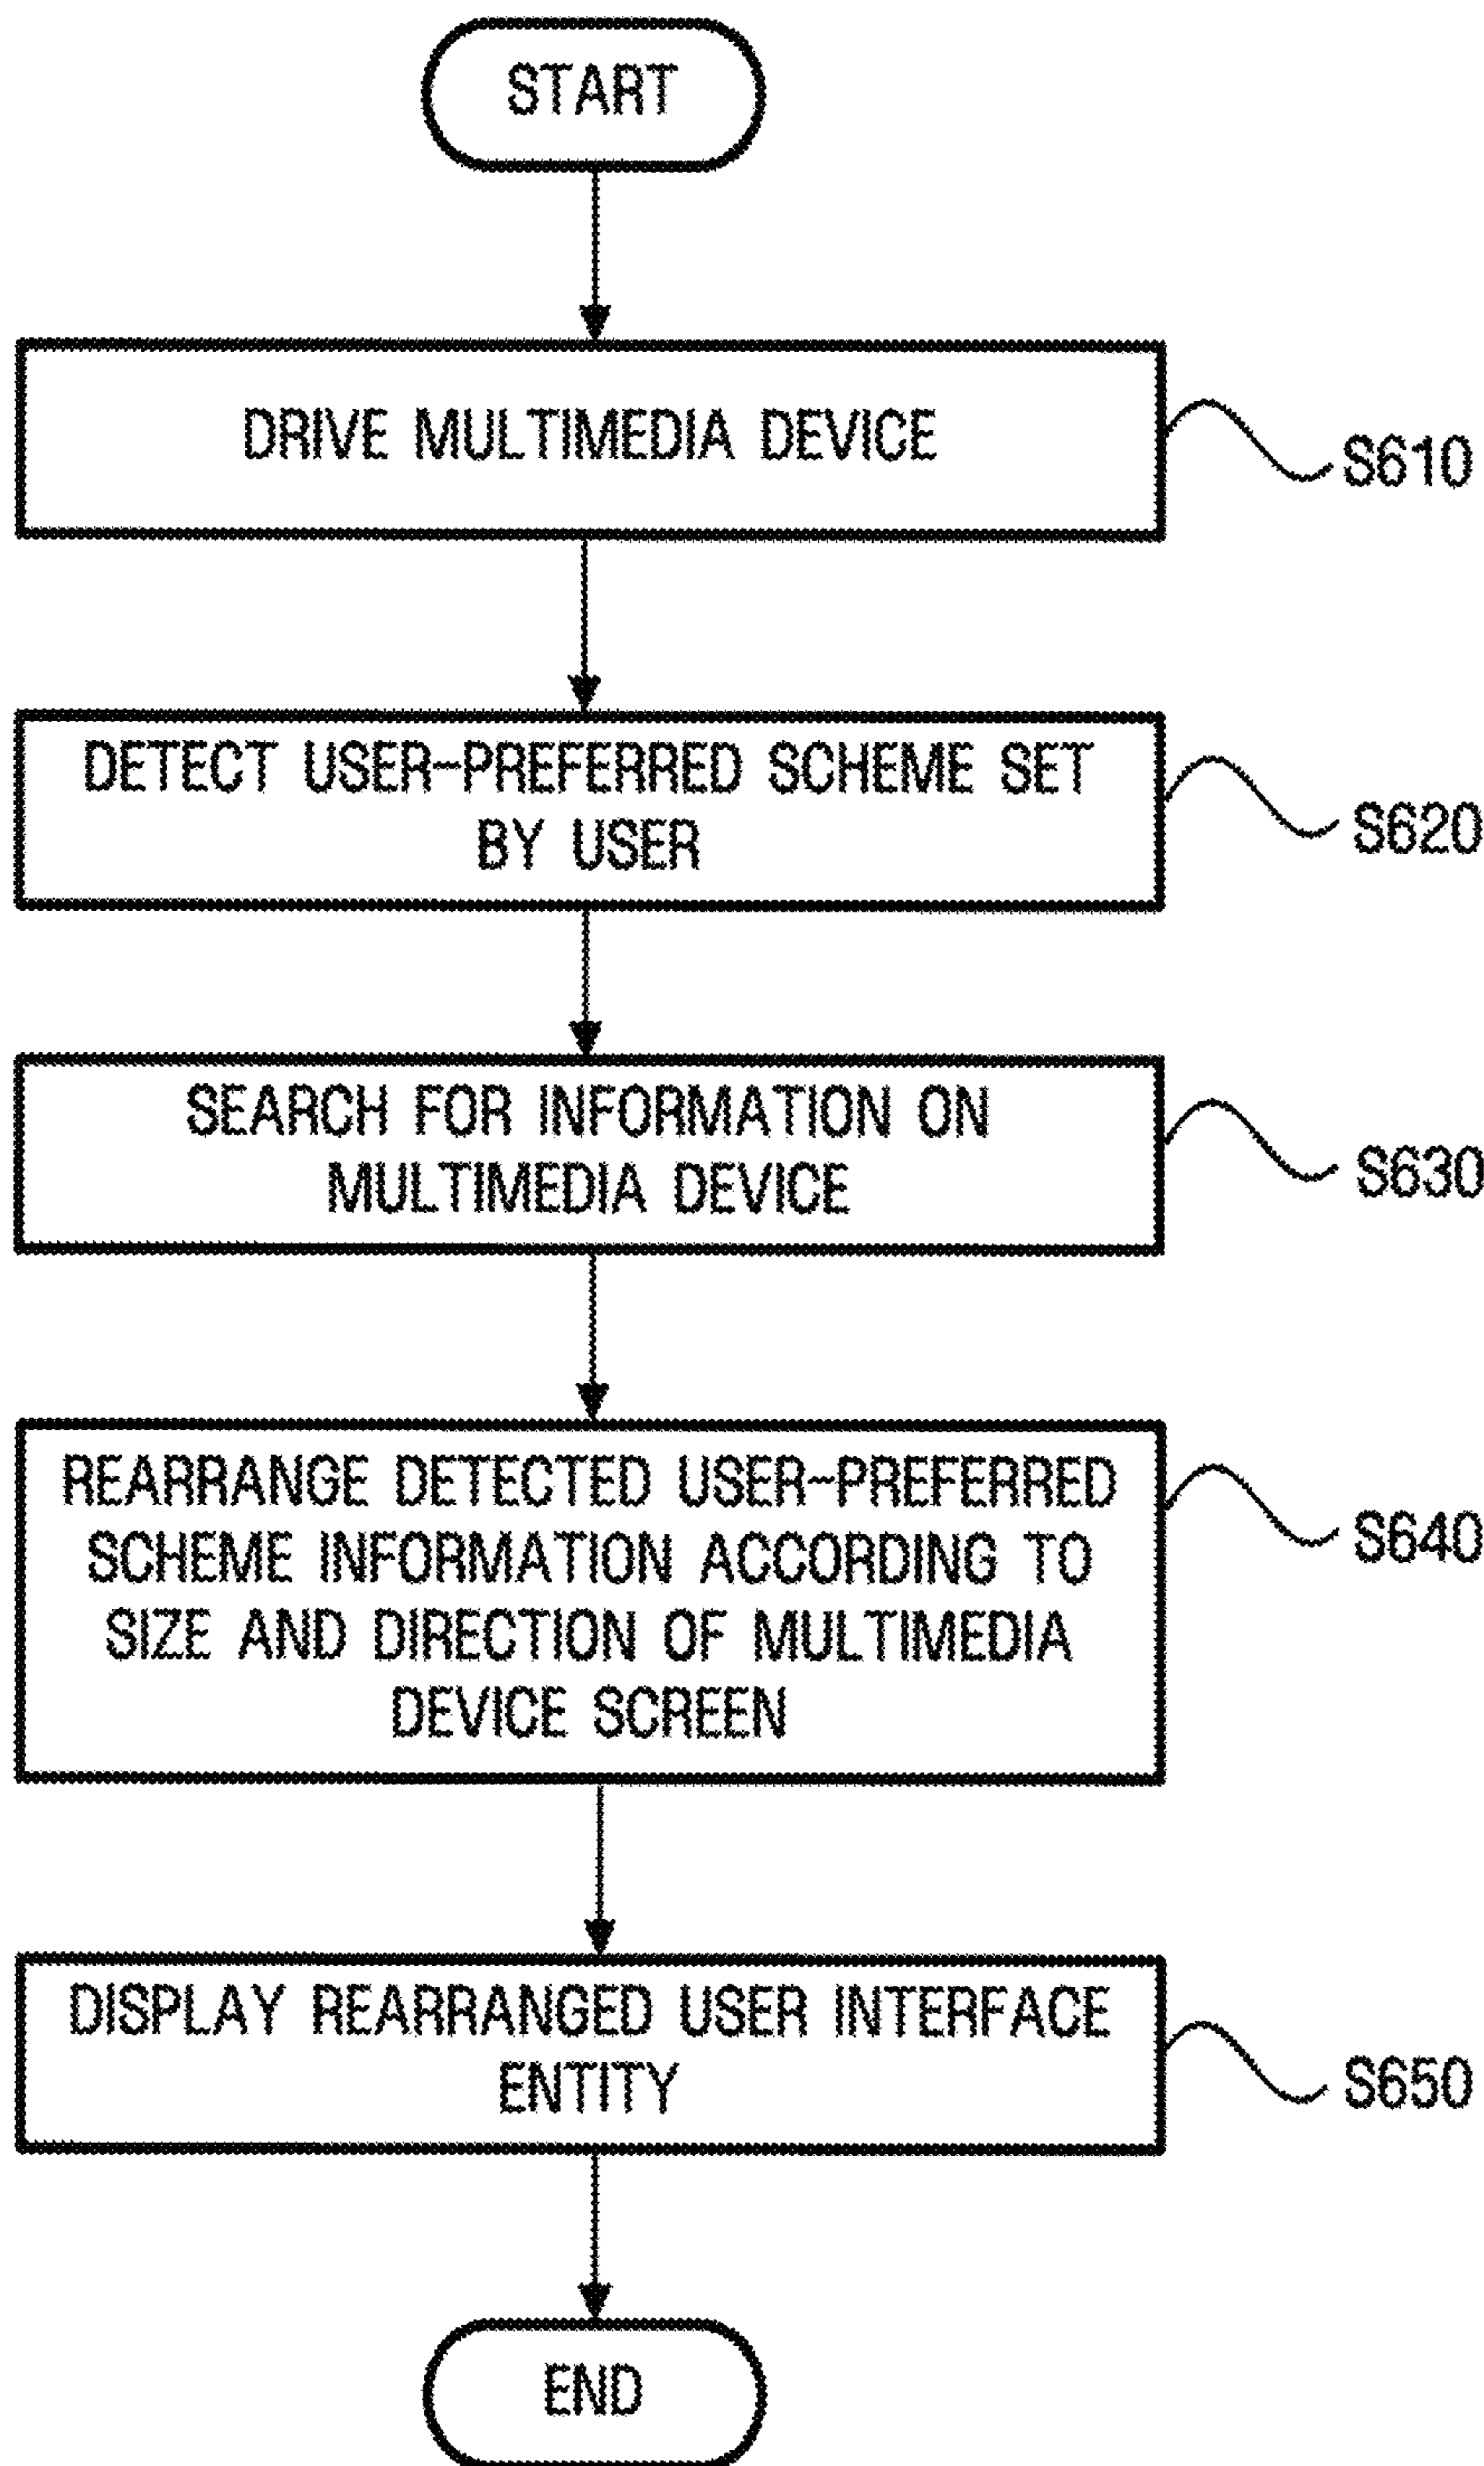 START
DRIVE MULTIMEDIA DEVICE
S610
DETECT USER-PREFERRED SCHEME SET
BY USER
S620
SEARCH FOR INFORMATION ON
MULTIMEDIA DEVICE
S630
REARRANGE DETECTED USER-PREFERRED
SCHEME INFORMATION ACCORDING TO
SIZE AND DIRECTION OF MULTIMEDIA
DEVICE SCREEN
S640
DISPLAY REARRANGED USER INTERFACE
ENTITY
S650
END